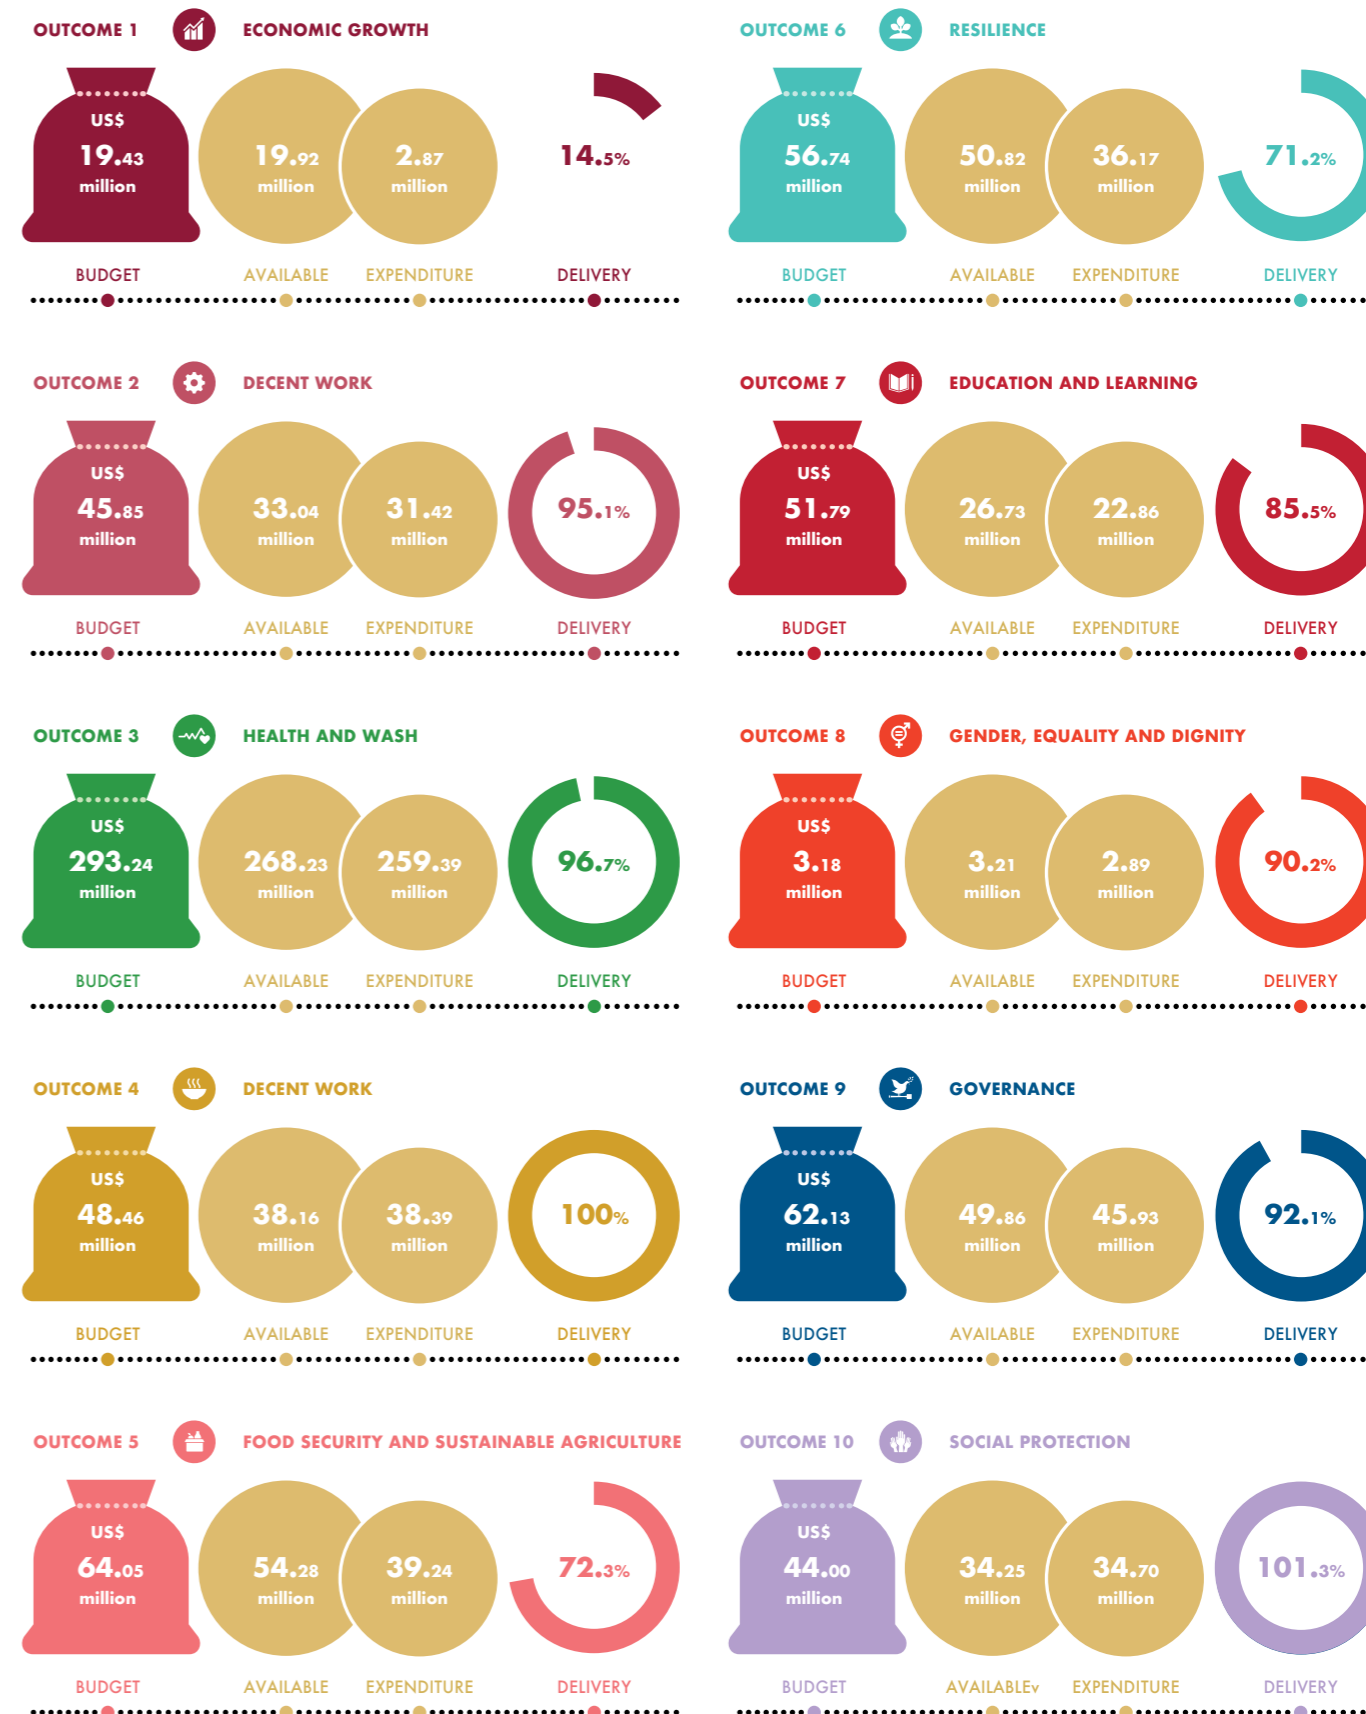 OUTCOME 1 ECONOMIC GROWTH
US$
19.43 19.92 2.87 14.5%
million million million
BUDGET AVAILABLE EXPENDITURE DELIVERY
OUTCOME 2 DECENT WORK
US$
45.85 33.04 31.42 95.1%
million million million
BUDGET AVAILABLE EXPENDITURE DELIVERY
OUTCOME 3 HEALTH AND WASH
US$
293.24 268.23 259.39 96.7%
million million million
BUDGET AVAILABLE EXPENDITURE DELIVERY
OUTCOME 4 DECENT WORK
US$
48.46 38.16 38.39 100%
million million million
BUDGET AVAILABLE EXPENDITURE DELIVERY
OUTCOME 5 FOOD SECURITY AND SUSTAINABLE AGRICULTURE
US$
64.05 54.28 39.24 72.3%
million million million
BUDGET AVAILABLE EXPENDITURE DELIVERY
OUTCOME 6 RESILIENCE
US$
56.74 50.82 36.17 71.2%
million million million
BUDGET AVAILABLE EXPENDITURE DELIVERY
OUTCOME 7 EDUCATION AND LEARNING
US$
51.79 26.73 22.86 85.5%
million million million
BUDGET AVAILABLE EXPENDITURE DELIVERY
OUTCOME 8 GENDER, EQUALITY AND DIGNITY
US$
3.18 3.21 2.89 90.2%
million million million
BUDGET AVAILABLE EXPENDITURE DELIVERY
OUTCOME 9 GOVERNANCE
US$
62.13 49.86 45.93 92.1%
million million million
BUDGET AVAILABLE EXPENDITURE DELIVERY
OUTCOME 10 SOCIAL PROTECTION
US$
44.00 34.25 34.70 101.3%
million million million
BUDGET AVAILABLEv EXPENDITURE DELIVERY